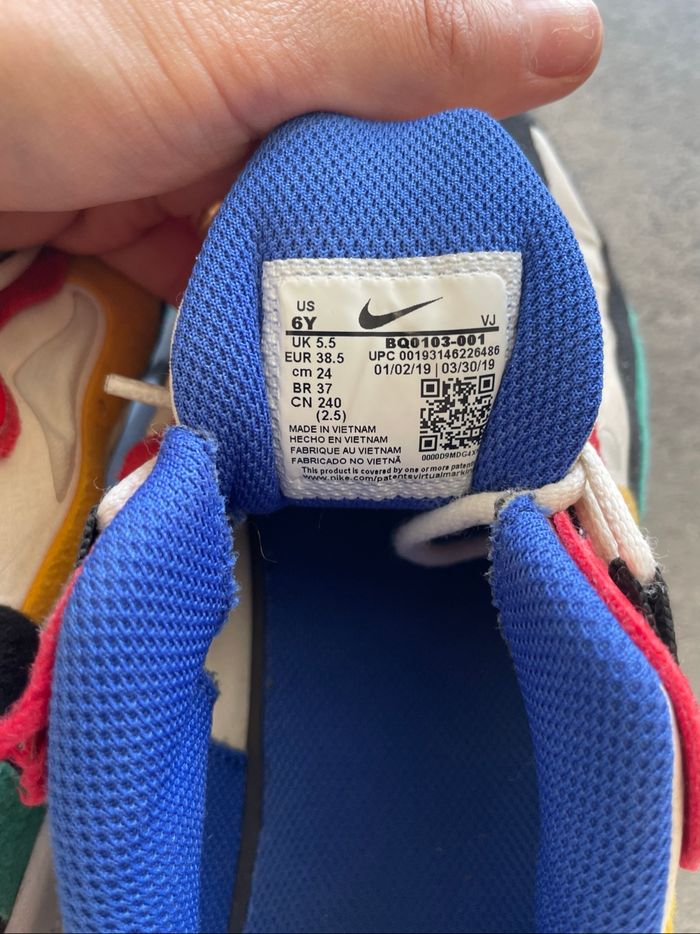 US
6Y VJ
UK 5.5 BQ0103-001
EUR 38.5 UPC 00193146226486
cm 24 01/02/19 | 03/30/19
BR 37
CN 240
(2.5)
MADE IN VIETNAM
HECHO EN VIETNAM
FABRIQUE AU VIETNAM
FABRICADO NO VIETNÃ
This product is covered by one or more
www.nike.com/patentsvirtualmarkin